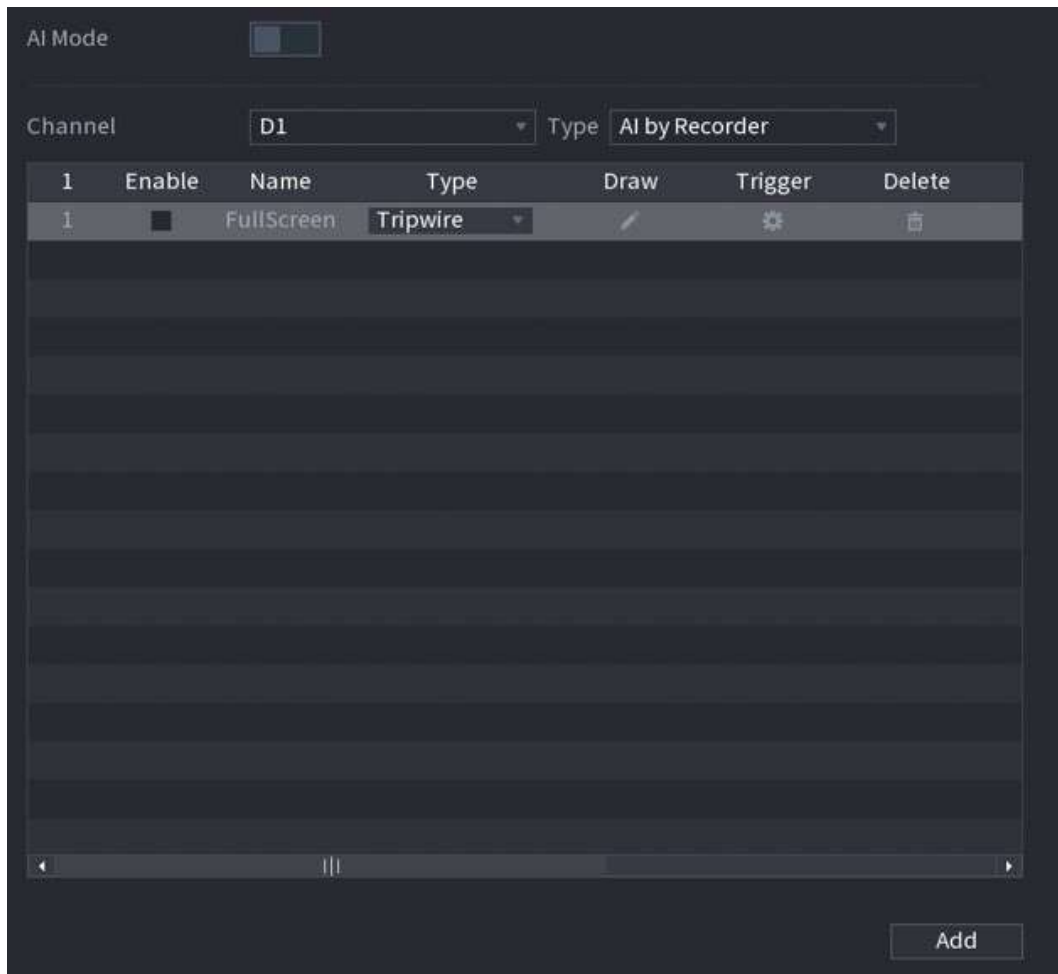 AI Mode
Channel D1 Type AI by Recorder
1 Enable Name Type Draw Trigger Delete
1 FullScreen Tripwire
Add